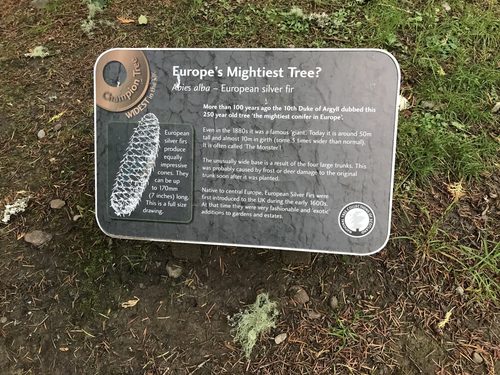 Champion Tree
WIDEST
Europe's Mightiest Tree?
Abies alba – European silver fir
More than 100 years ago the 10th Duke of Argyll dubbed this
250 year old tree 'the mightiest conifer in Europe'.
Even in the 1880s it was a famous 'giant'. Today it is around 50m
tall and almost 10m in girth (some 5 times wider than normal).
It is often called 'The Monster'!
The unusually wide base is a result of the four large trunks. This
was probably caused by frost or deer damage to the original
trunk soon after it was planted.
Native to central Europe, European Silver Firs were
first introduced to the UK during the early 1600s.
At that time they were very fashionable and 'exotic'
additions to gardens and estates.
European
silver firs
produce
equally
impressive
cones. They
can be up
to 170mm
(7 inches) long.
This is a full size
drawing.